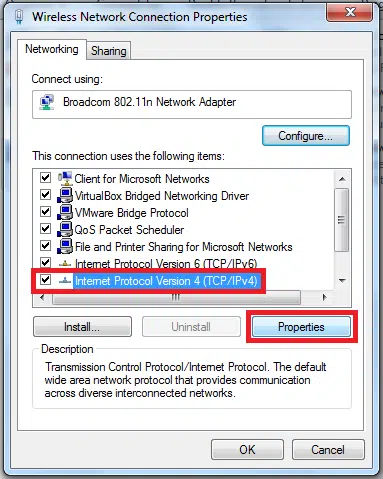 Wireless Network Connection Properties
Networking
Sharing
Connect using:
Broadcom 802.11n Network Adapter
Configure...
This connection uses the following items:
Client for Microsoft Networks
VirtualBox Bridged Networking Driver
VMware Bridge Protocol
QoS Packet Scheduler
File and Printer Sharing for Microsoft Networks
Internet Protocol Version 6 (TCP/IPv6)
Internet Protocol Version 4 (TCP/IPv4)
Install...
Uninstall
Properties
Description
Transmission Control Protocol/Internet Protocol. The default
wide area network protocol that provides communication
across diverse interconnected networks.
OK
Cancel